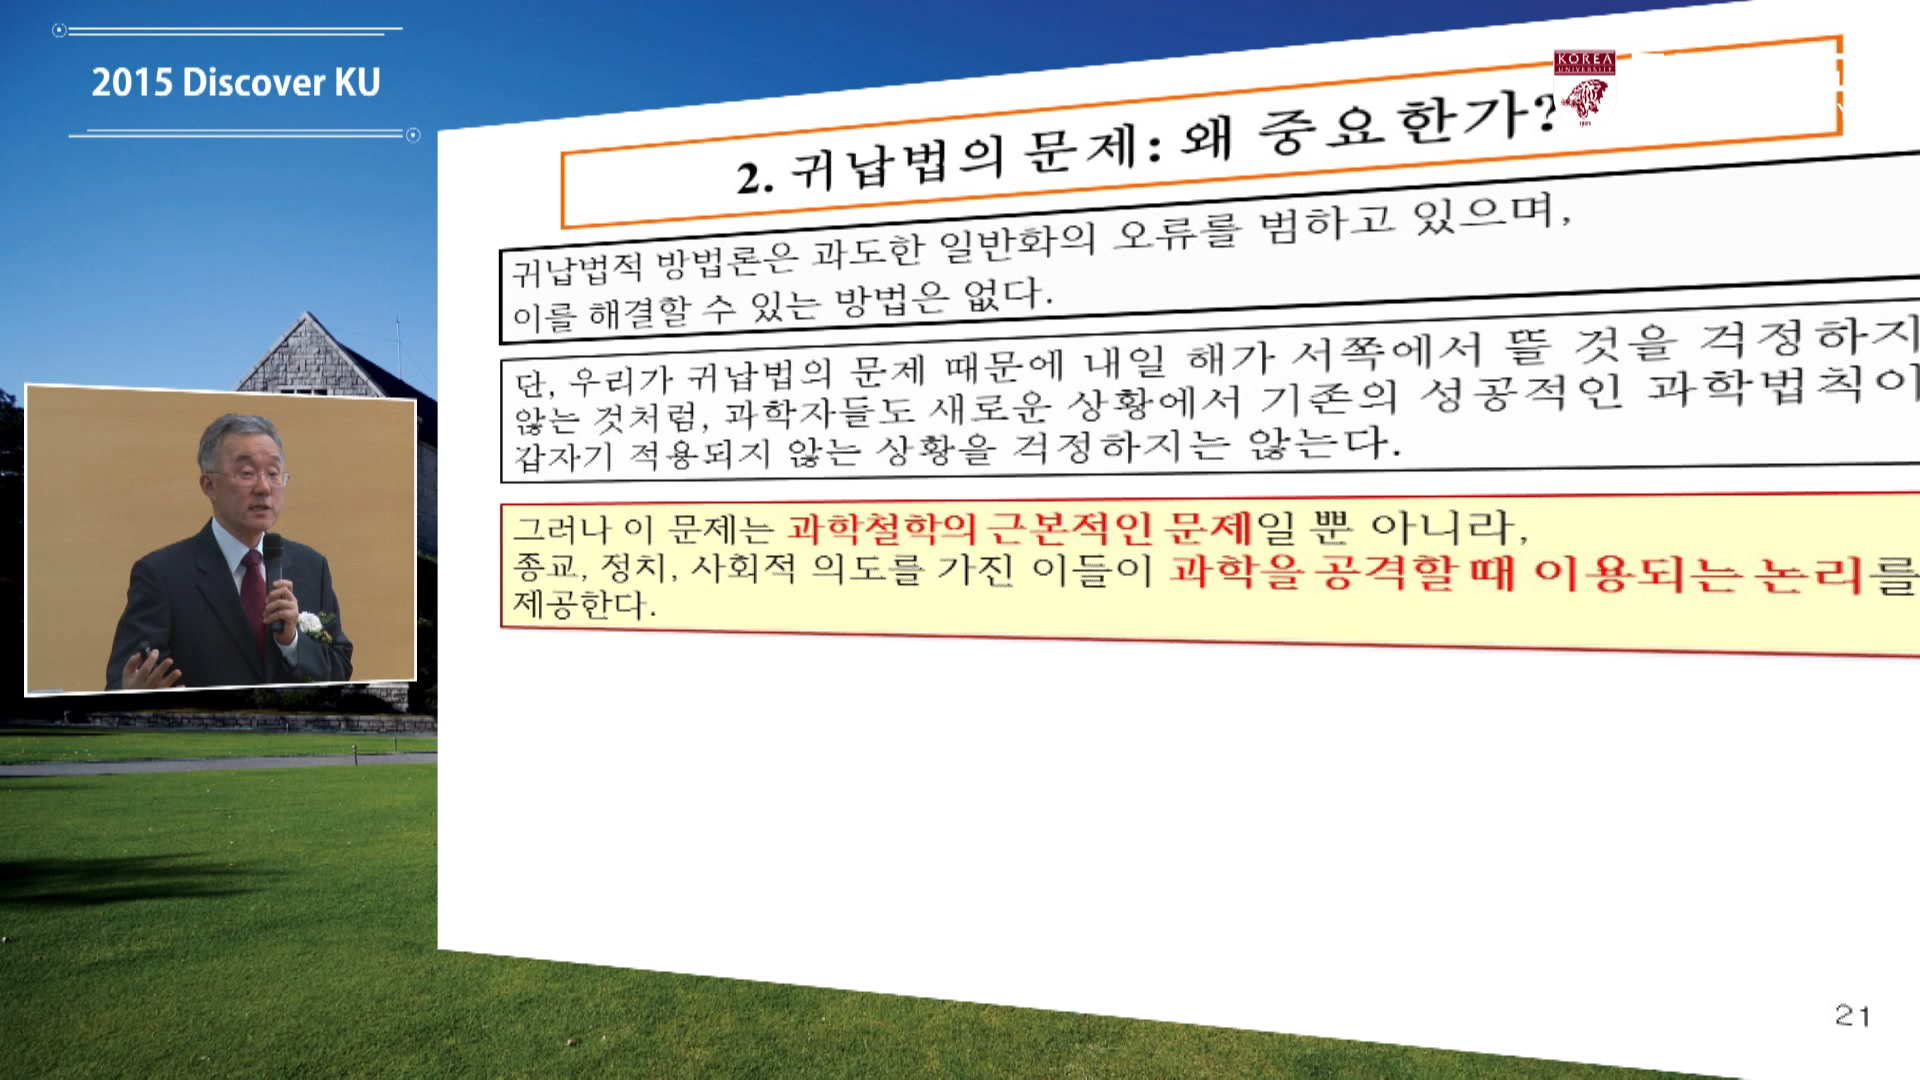 2015 Discover KU
KOREA
UNIVERSITY
2. 귀납법의 문제: 왜 중요한가?
귀납법적 방법론은 과도한 일반화의 오류를 범하고 있으며,
이를 해결할 수 있는 방법은 없다.
단, 우리가 귀납법의 문제 때문에 내일 해가 서쪽에서 뜰 것을 걱정하지
않는 것처럼, 과학자들도 새로운 상황에서 기존의 성공적인 과학법칙이
갑자기 적용되지 않는 상황을 걱정하지는 않는다.
그러나 이 문제는 과학철학의 근본적인 문제일 뿐 아니라,
종교, 정치, 사회적 의도를 가진 이들이 과학을 공격할 때 이용되는 논리를
제공한다.
21